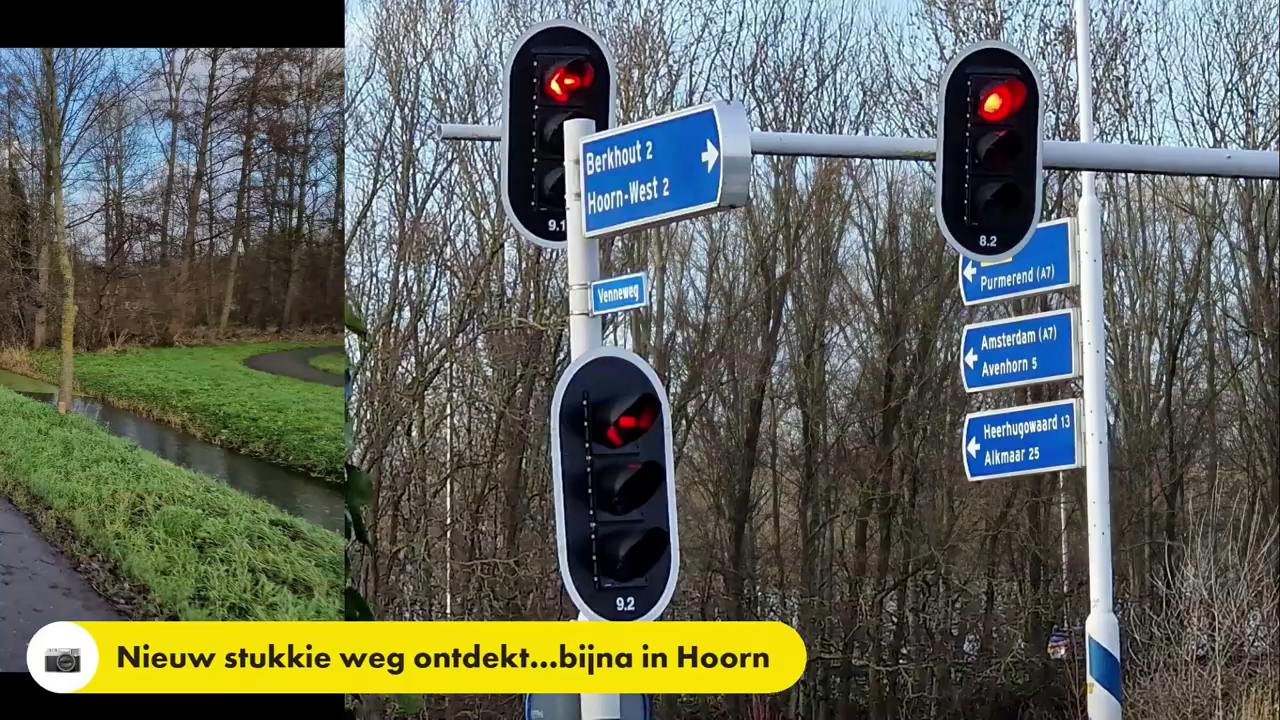 9.1
Berkhout 2
Hoorn-West 2
Venneweg
9.2
8.2
Purmerend (A7)
Amsterdam (A7)
Avenhorn 5
Heerhugowaard 13
Alkmaar 25
Nieuw stukkie weg ontdekt...bijna in Hoorn